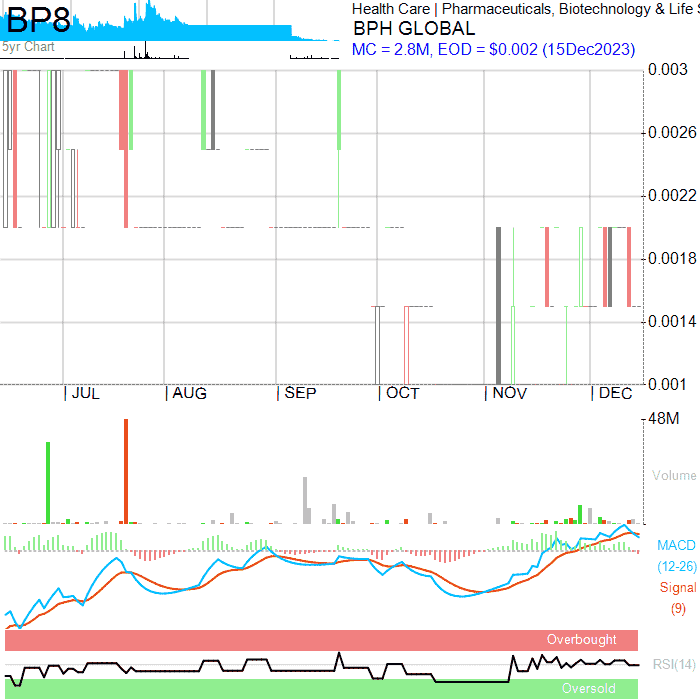 BP8
Health Care | Pharmaceuticals, Biotechnology & Life S
BPH GLOBAL
MC = 2.8M, EOD = $0.002 (15Dec2023)
5yr Chart
0.003
0.0026
0.0022
0.0018
0.0014
0.001
JUL AUG SEP OCT NOV DEC
48M
Volume
MACD
(12-26)
Signal
(9)
Overbought
RSI(14)
Oversold